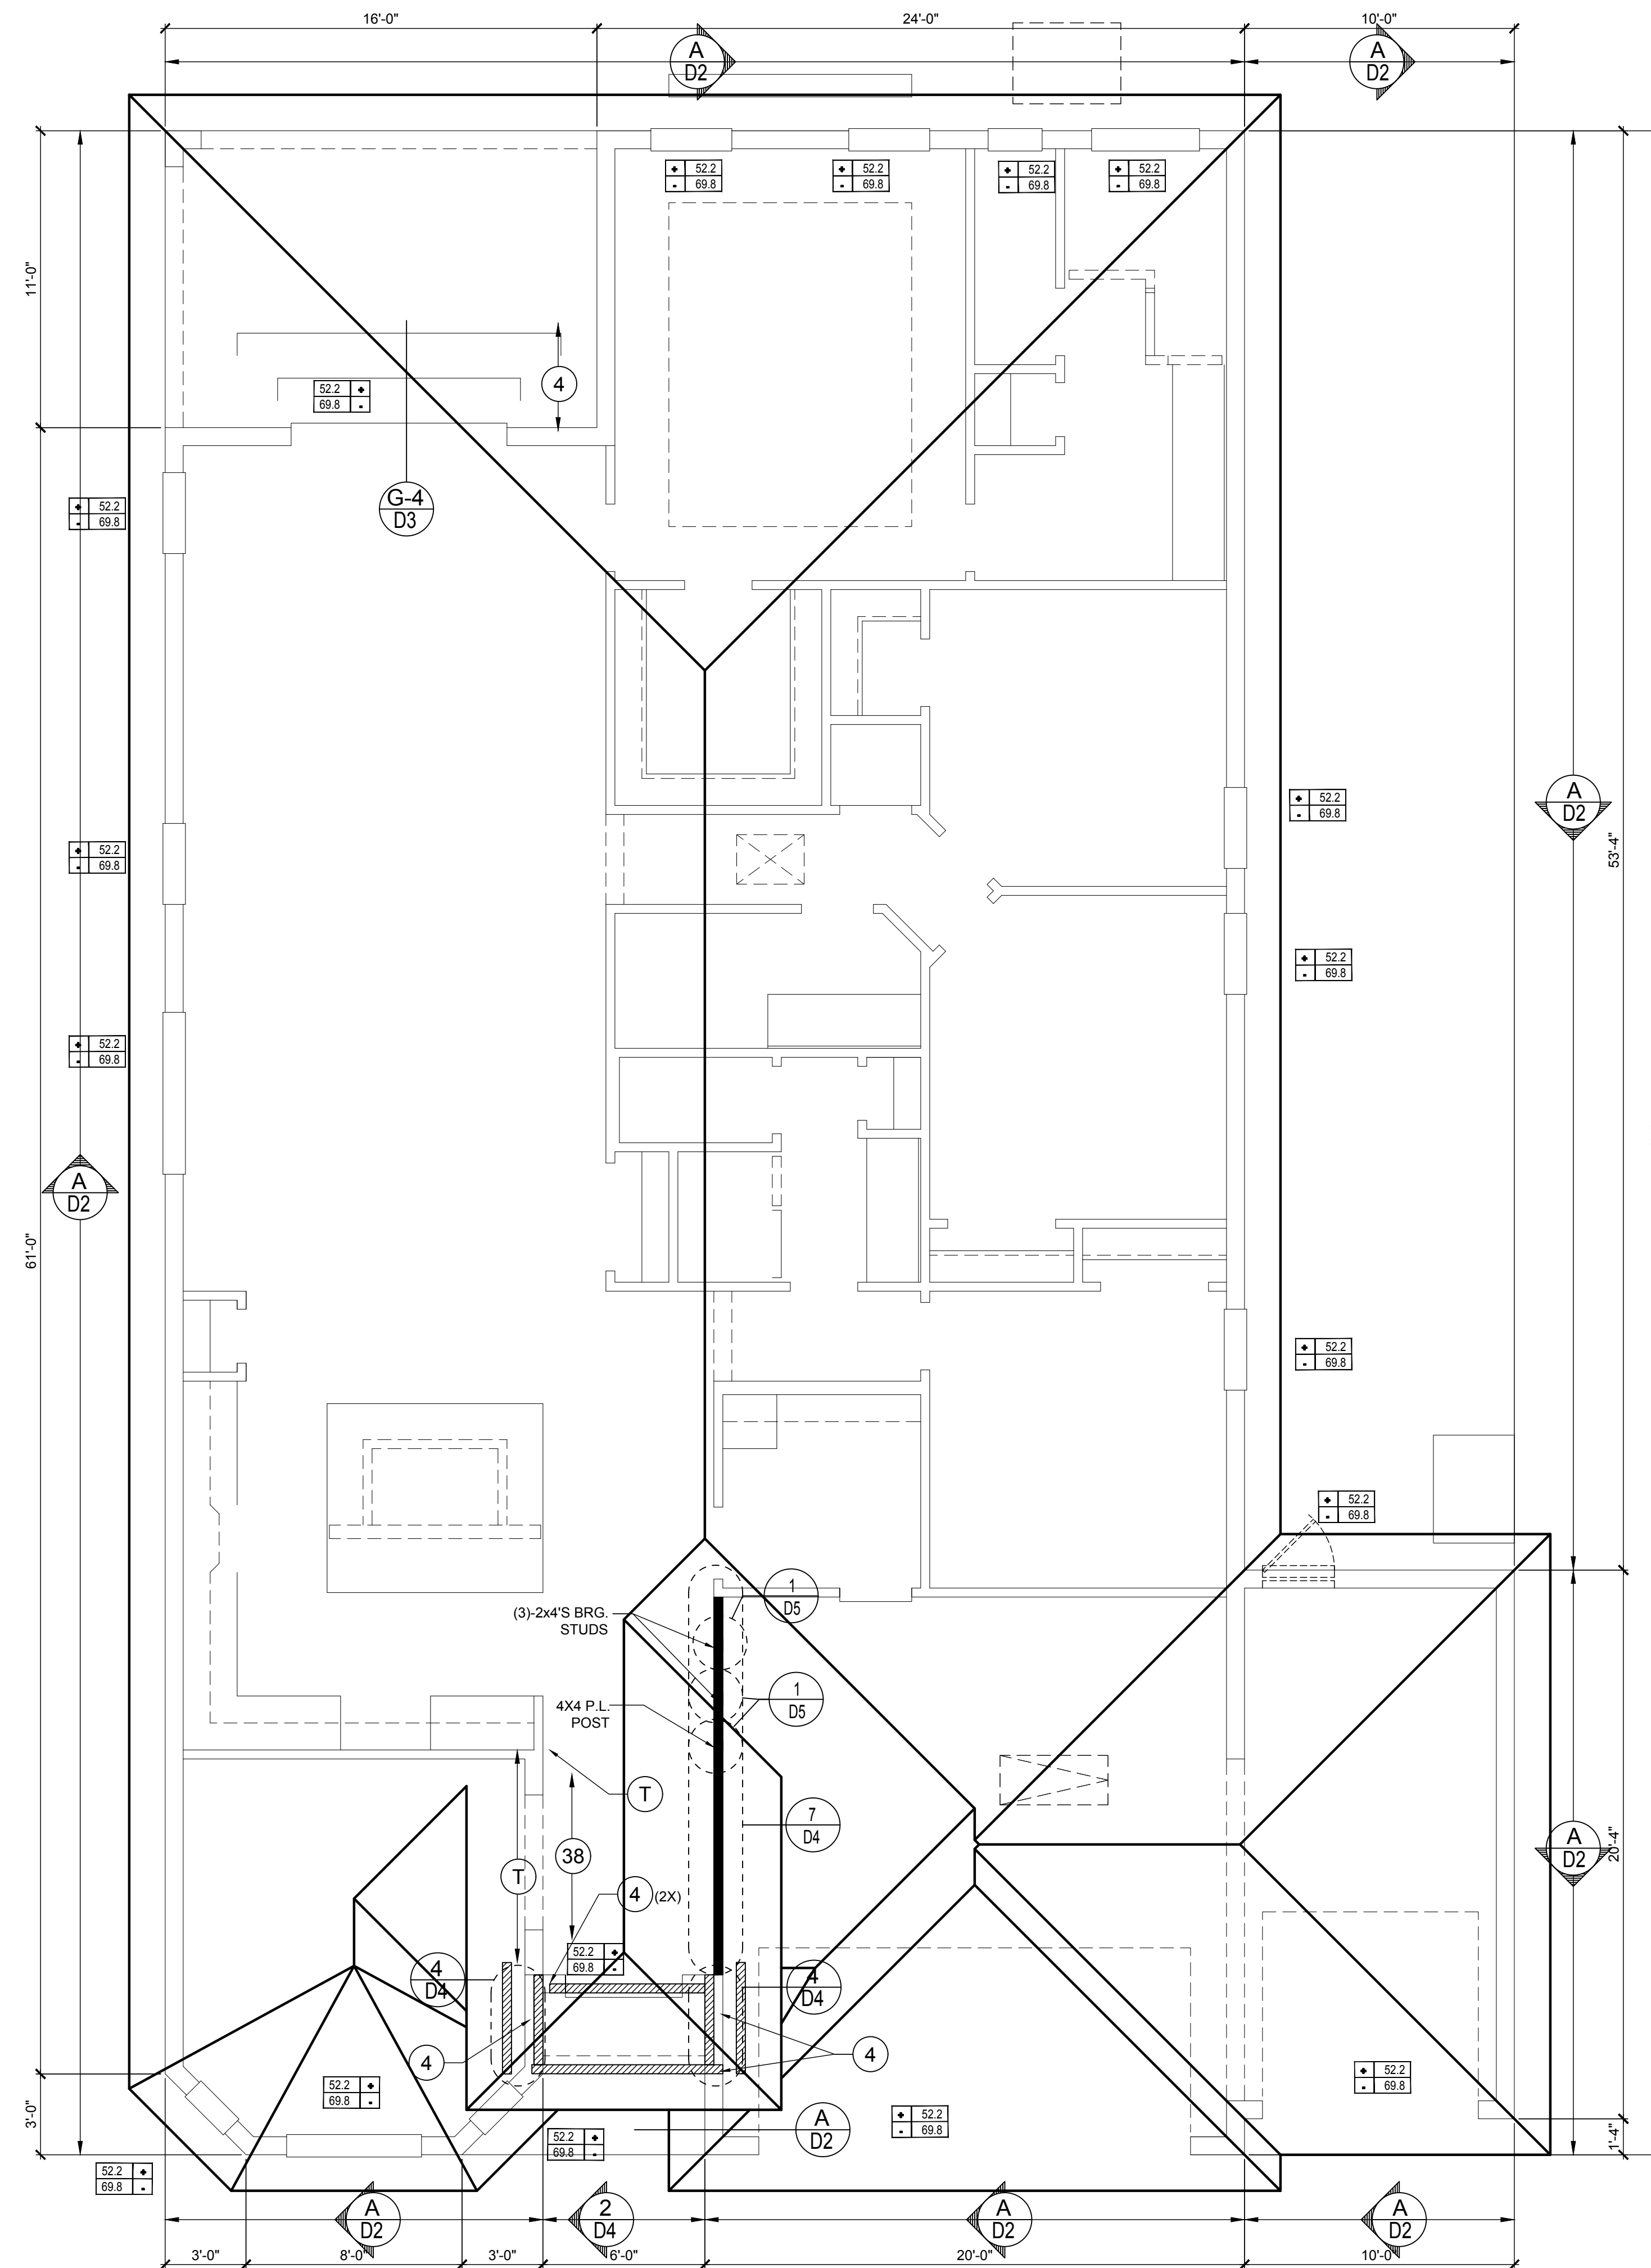 16'-0"
24'-0"
10'-0"
A
D2
A
D2
+ 52.2
- 69.8
+ 52.2
- 69.8
+ 52.2
- 69.8
+ 52.2
- 69.8
11'-0"
4
52.2 +
69.8 -
G-4
D3
+ 52.2
- 69.8
+ 52.2
- 69.8
A
D2
53'-4"
+ 52.2
- 69.8
+ 52.2
- 69.8
+ 52.2
- 69.8
A
D2
61'-0"
+ 52.2
- 69.8
+ 52.2
- 69.8
(3)-2x4'S BRG.
STUDS
1
D5
4X4 P.L.
POST
1
D5
T
7
D4
38
T
A
D2
20'-4"
4 (2X)
52.2 +
69.8 -
4
D4
4
D4
4
4
52.2 +
69.8 -
52.2 +
69.8 -
3'-0"
+ 52.2
- 69.8
A
D2
52.2 +
69.8 -
1'-4"
52.2 +
69.8 -
A
D2
2
D4
A
D2
A
D2
3'-0"
8'-0"
3'-0"
6'-0"
20'-0"
10'-0"